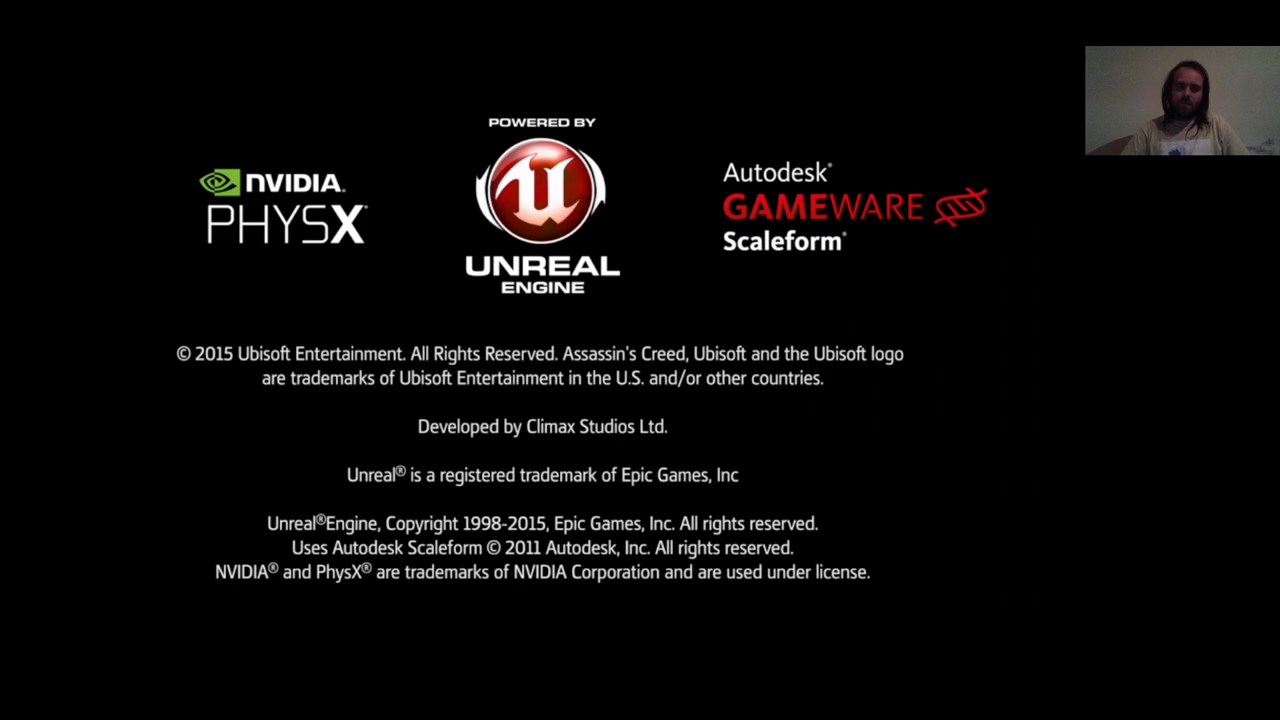 POWERED BY
NVIDIA.
PHYSX®
UNREAL
ENGINE
Autodesk®
GAMEWARE
Scaleform®
© 2015 Ubisoft Entertainment. All Rights Reserved. Assassin's Creed, Ubisoft and the Ubisoft logo
are trademarks of Ubisoft Entertainment in the U.S. and/or other countries.
Developed by Climax Studios Ltd.
Unreal® is a registered trademark of Epic Games, Inc
Unreal®Engine, Copyright 1998-2015, Epic Games, Inc. All rights reserved.
Uses Autodesk Scaleform © 2011 Autodesk, Inc. All rights reserved.
NVIDIA® and PhysX® are trademarks of NVIDIA Corporation and are used under license.